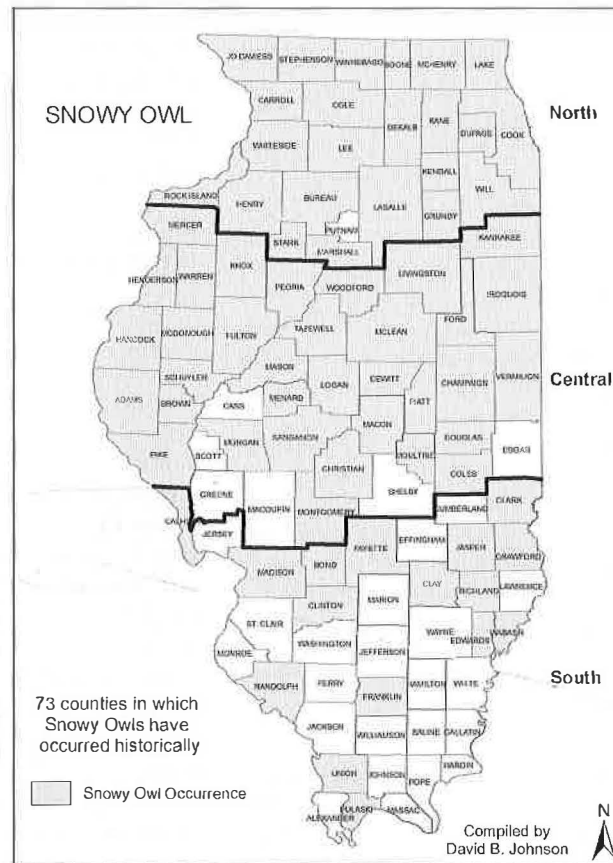 JO DAVIESS STEPHENSON WINNEBAGO BOONE MCHENRY LAKE
SNOWY OWL
North
CARROLL OGLE DEKALB KANE DUPAGE COOK
WHITESIDE LEE
KENDALL WILL
ROCK ISLAND HENRY BUREAU LASALLE GRUNDY
PUTNAM
MERCER STARK MARSHALL KANKAKEE
KNOX PEORIA WOODFORD LIVINGSTON
HENDERSON WARREN IROQUOIS
FORD
HANCOCK MCDONOUGH FULTON TAZEWELL MCLEAN
MASON
Central
SCHUYLER LOGAN DEWITT CHAMPAIGN VERMILION
ADAMS BROWN CASS MENARD PIATT
MACON
MORGAN SANGAMON DOUGLAS EDGAR
PIKE SCOTT CHRISTIAN MOULTRIE COLES
GREENE MACOUPIN MONTGOMERY SHELBY
CUMBERLAND CLARK
JERSEY FAYETTE EFFINGHAM JASPER CRAWFORD
MADISON BOND CLAY RICHLAND LAWRENCE
CLINTON MARION
ST. CLAIR WAYNE EDWARDS WABASH
WASHINGTON JEFFERSON
MONROE
South
RANDOLPH PERRY FRANKLIN HAMILTON WHITE
73 counties in which
Snowy Owls have
occurred historically
JACKSON WILLIAMSON SALINE GALLATIN
UNION JOHNSON POPE HARDIN
Snowy Owl Occurrence
ALEXANDER PULASKI MASSAC
N
Compiled by
David B. Johnson